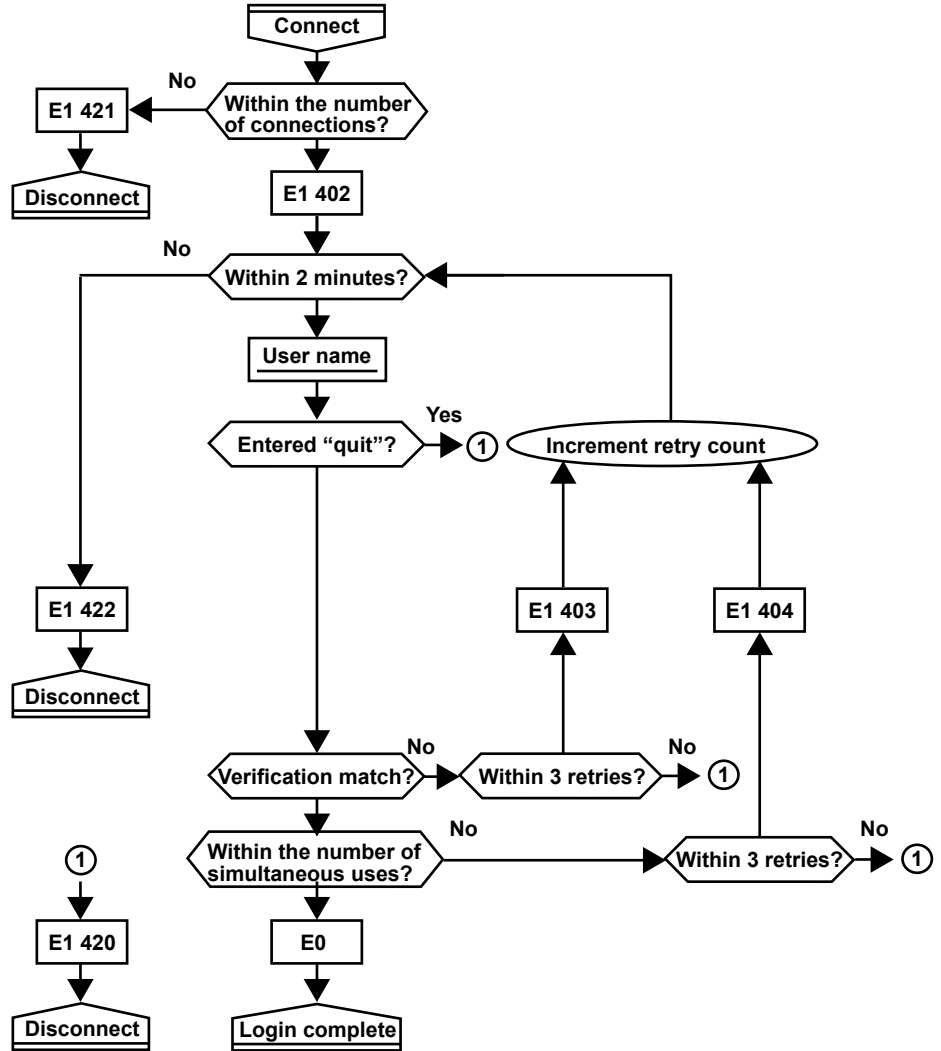 Connect
No
Within the number
of connections?
E1 421
Disconnect
E1 402
No
Within 2 minutes?
User name
Yes
Entered “quit”?
1
Increment retry count
E1 422
E1 403
E1 404
Disconnect
No
Verification match?
Within 3 retries?
No
1
No
Within the number of
simultaneous uses?
Within 3 retries?
No
1
1
E1 420
E0
Disconnect
Login complete